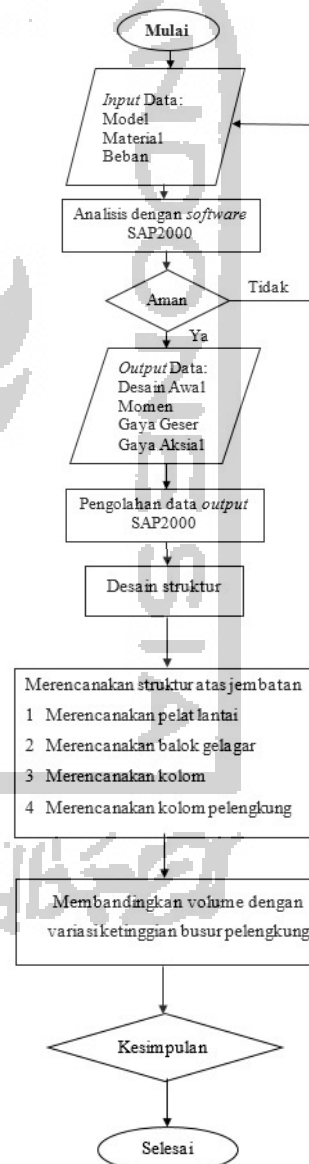 Mulai
Input Data:
Model
Material
Beban
Analisis dengan software
SAP2000
Aman
Tidak
Ya
Output Data:
Desain Awal
Momen
Gaya Geser
Gaya Aksial
Pengolahan data output
SAP2000
Desain struktur
Merencanakan struktur atas jembatan
1 Merencanakan pelat lantai
2 Merencanakan balok gelagar
3 Merencanakan kolom
4 Merencanakan kolom pelengkung
Membandingkan volume dengan
variasi ketinggian busur pelengkung
Kesimpulan
Selesai